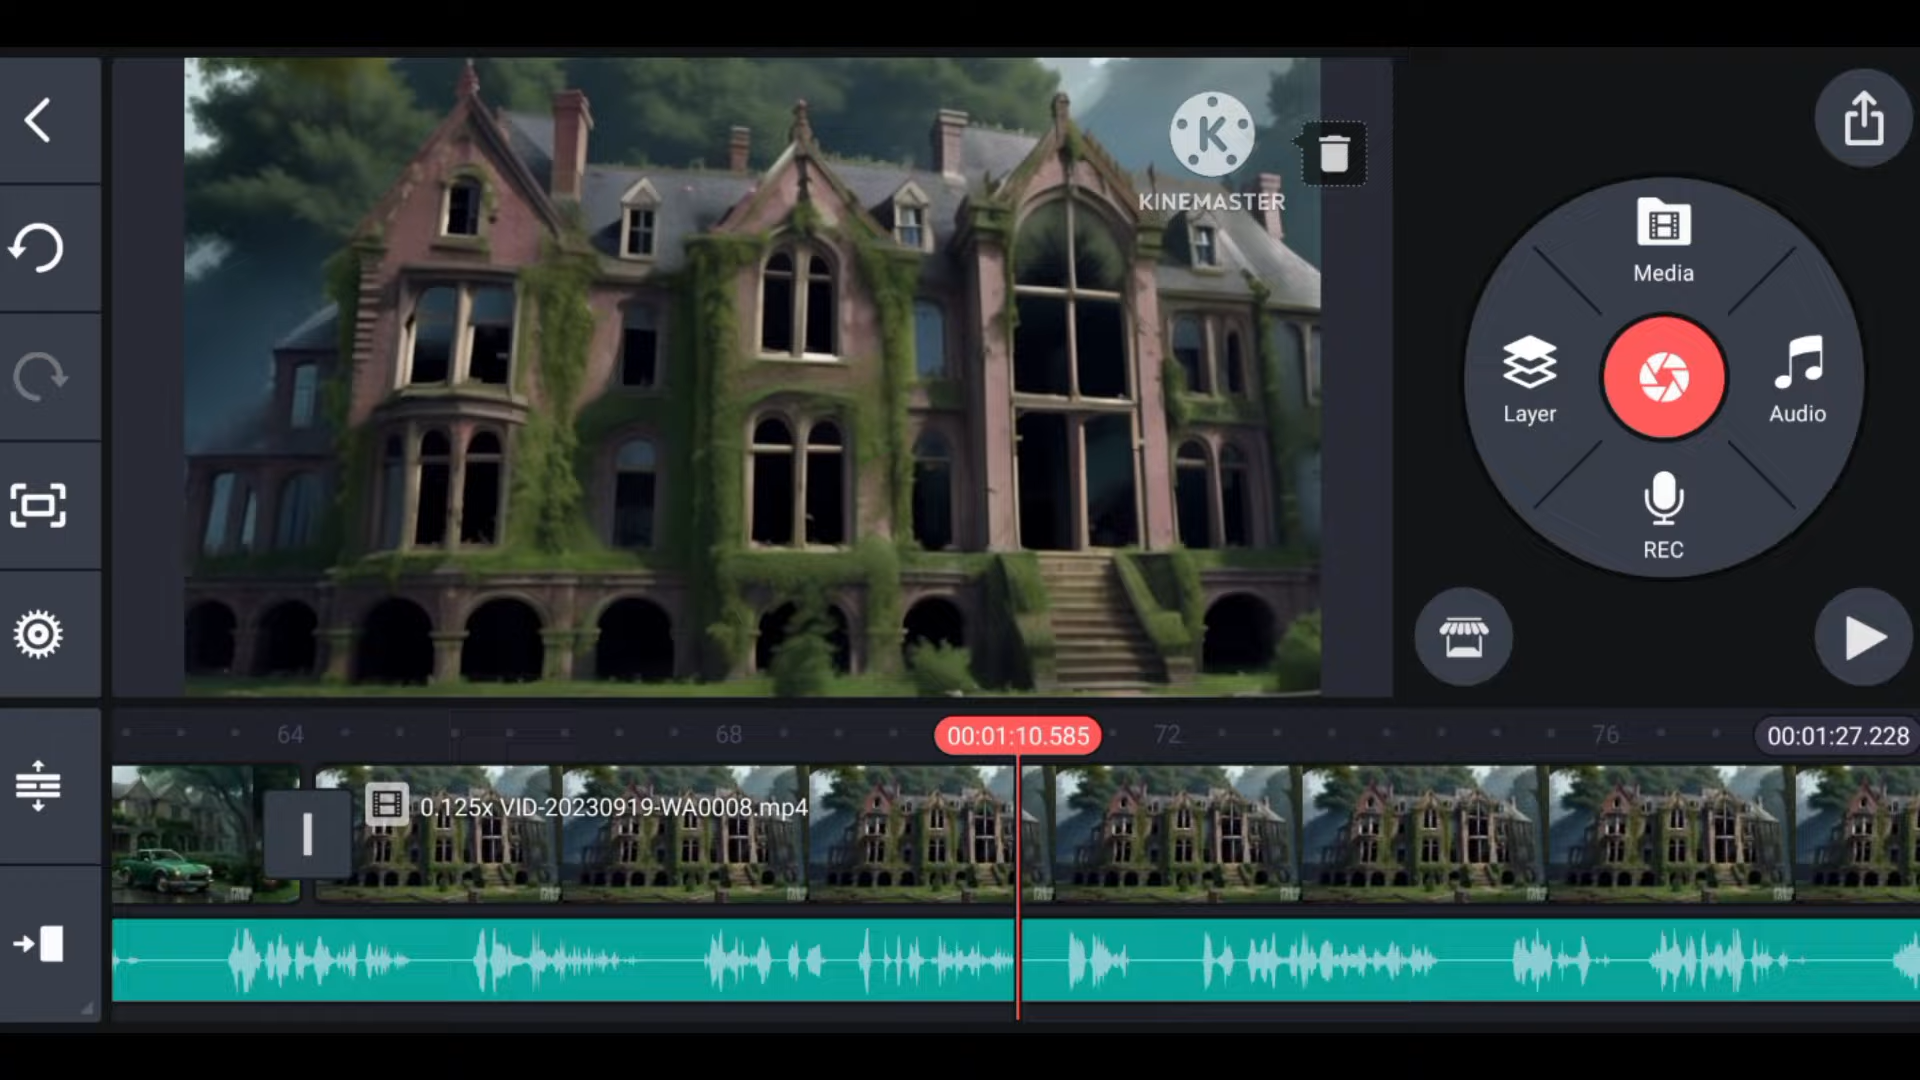 K
KINEMASTER
Media
Layer
Audio
REC
64
68
00:01:10.585
72
76
00:01:27.228
0.125x VID-20230919-WA0008.mp4